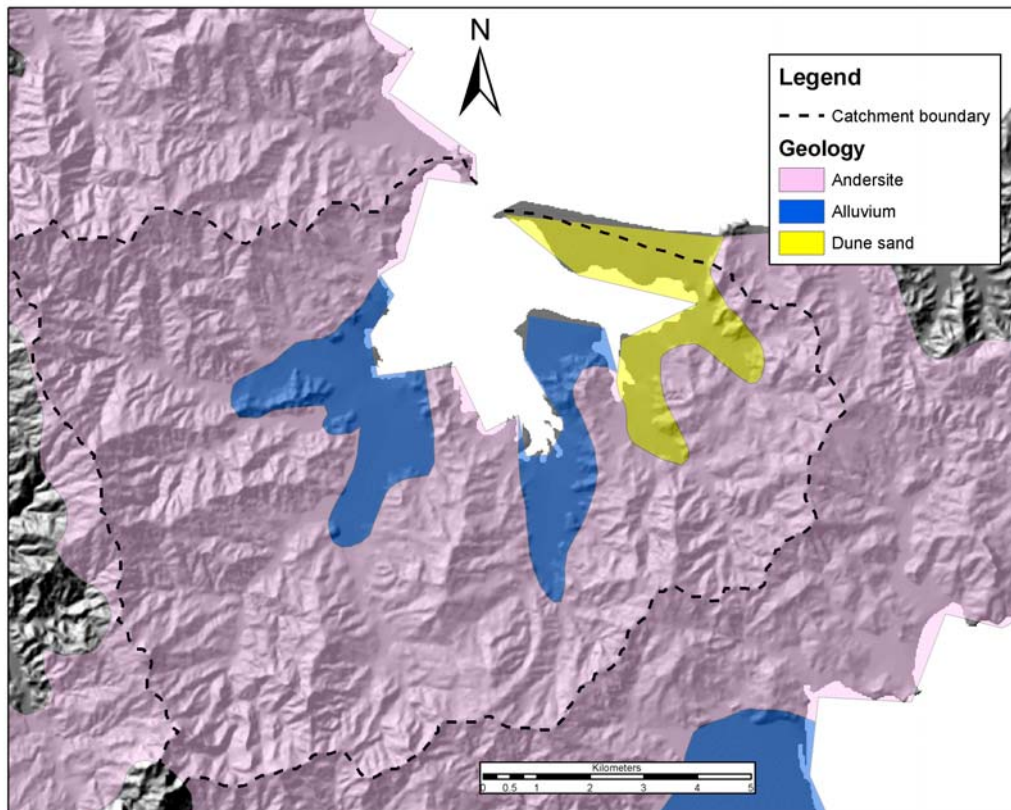 N
Legend
Catchment boundary
Geology
Andersite
Alluvium
Dune sand
Kilometers
0 0.5 1 2 3 4 5